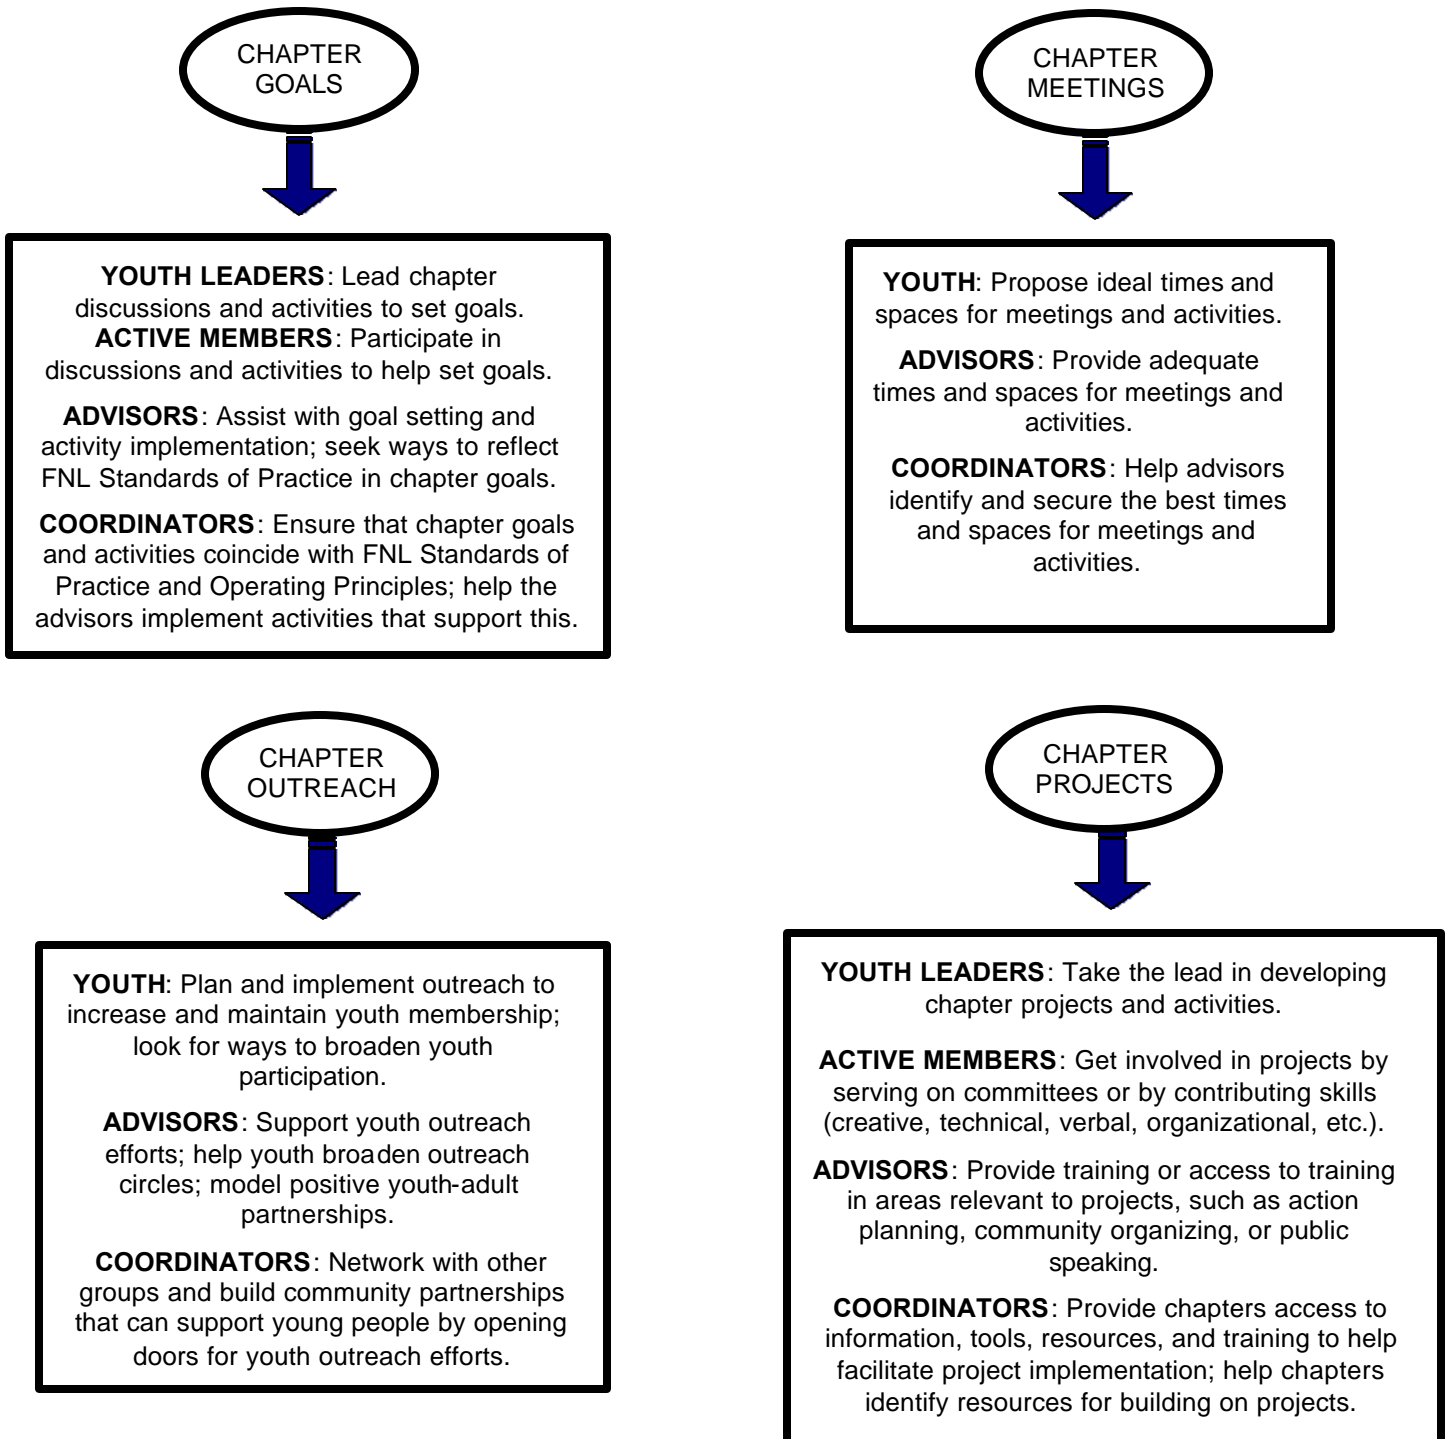 CHAPTER
GOALS
YOUTH LEADERS: Lead chapter
discussions and activities to set goals.
ACTIVE MEMBERS: Participate in
discussions and activities to help set goals.
ADVISORS: Assist with goal setting and
activity implementation; seek ways to reflect
FNL Standards of Practice in chapter goals.
COORDINATORS: Ensure that chapter goals
and activities coincide with FNL Standards of
Practice and Operating Principles; help the
advisors implement activities that support this.
CHAPTER
MEETINGS
YOUTH: Propose ideal times and
spaces for meetings and activities.
ADVISORS: Provide adequate
times and spaces for meetings and
activities.
COORDINATORS: Help advisors
identify and secure the best times
and spaces for meetings and
activities.
CHAPTER
OUTREACH
YOUTH: Plan and implement outreach to
increase and maintain youth membership;
look for ways to broaden youth
participation.
ADVISORS: Support youth outreach
efforts; help youth broaden outreach
circles; model positive youth-adult
partnerships.
COORDINATORS: Network with other
groups and build community partnerships
that can support young people by opening
doors for youth outreach efforts.
CHAPTER
PROJECTS
YOUTH LEADERS: Take the lead in developing
chapter projects and activities.
ACTIVE MEMBERS: Get involved in projects by
serving on committees or by contributing skills
(creative, technical, verbal, organizational, etc.).
ADVISORS: Provide training or access to training
in areas relevant to projects, such as action
planning, community organizing, or public
speaking.
COORDINATORS: Provide chapters access to
information, tools, resources, and training to help
facilitate project implementation; help chapters
identify resources for building on projects.